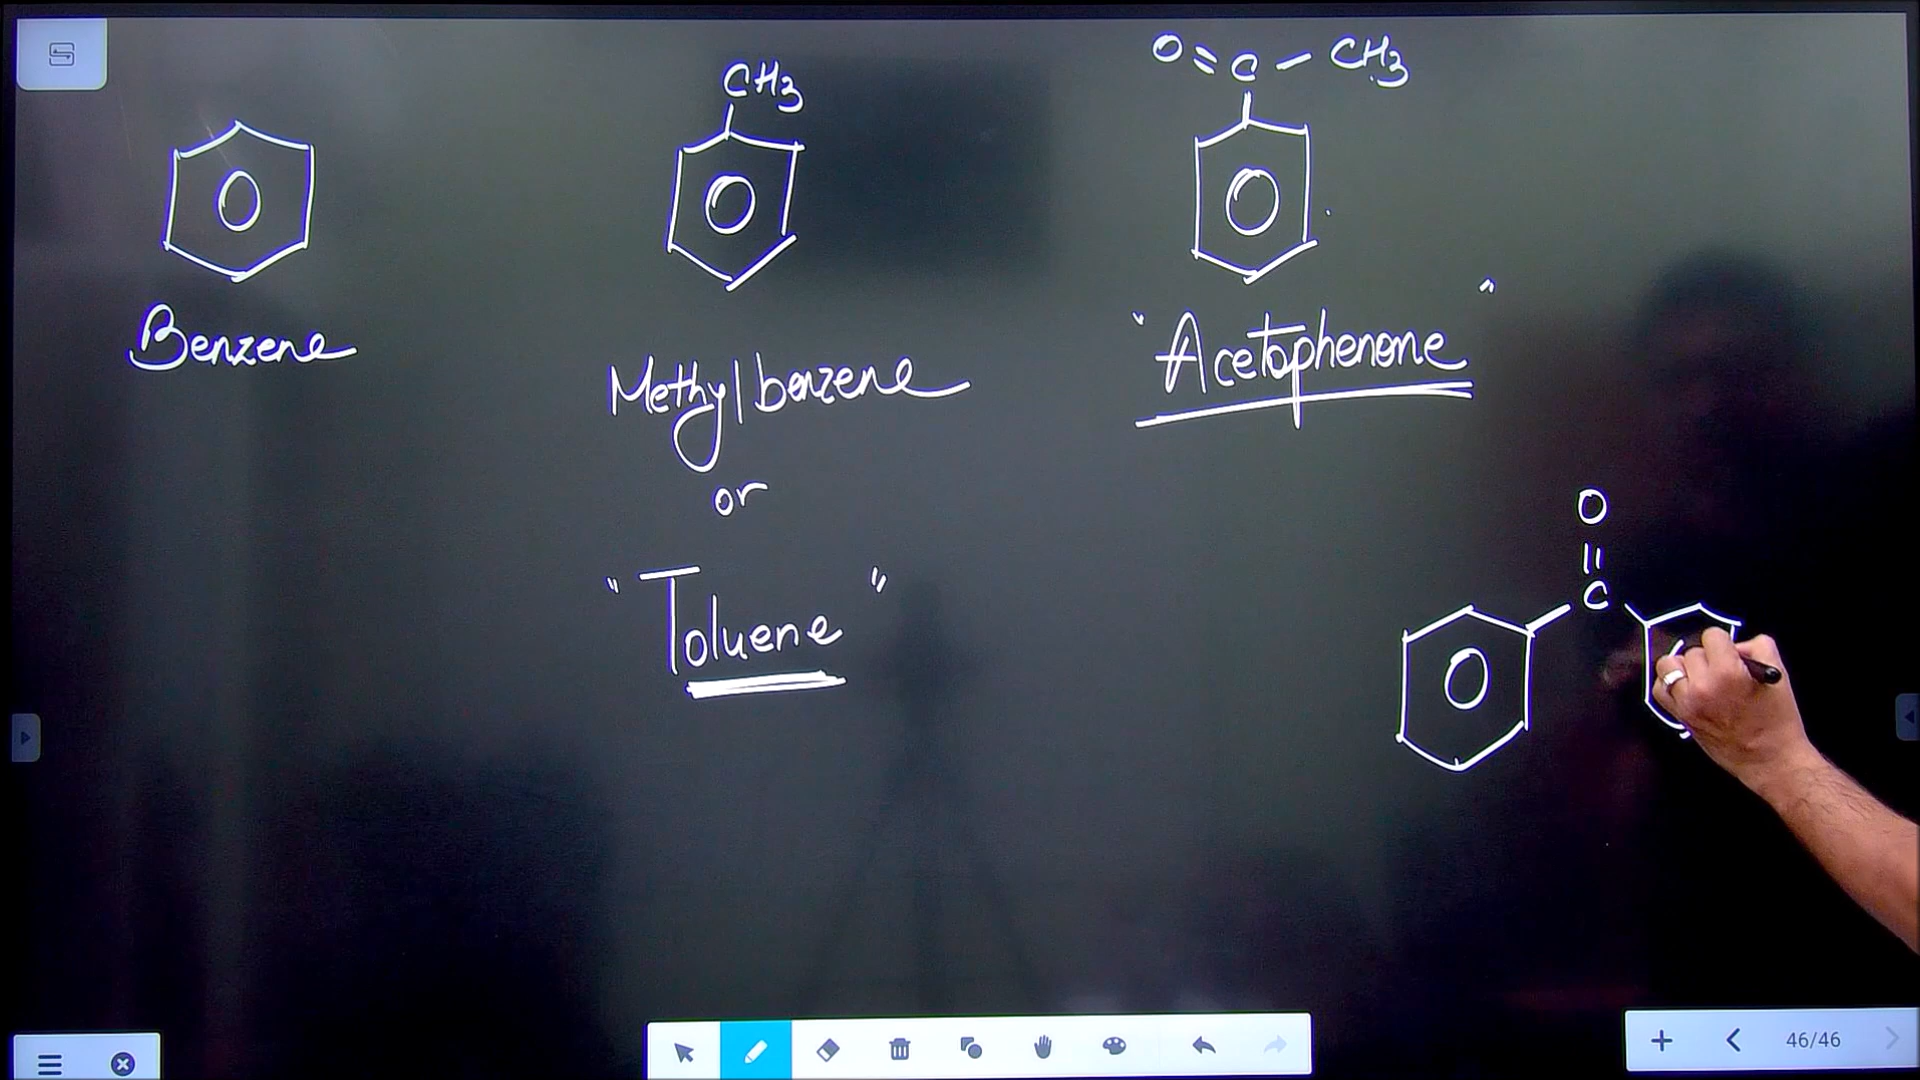 CH3
O=C-CH3
Benzene
Methylbenzene
or
"Toluene"
"Acetophenone"
O
||
C
46/46